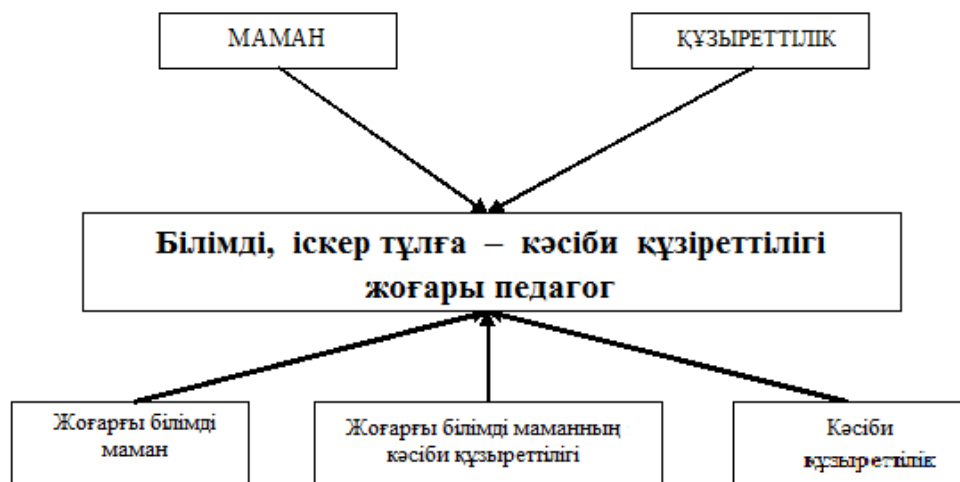 МАМАН
ҚҰЗЫРЕТТІЛІК
Білімді, іскер тұлға – кәсіби құзіреттілігі
жоғары педагог
Жоғарғы білімді
маман
Жоғарғы білімді маманның
кәсіби құзыреттілігі
Кәсіби
құзыреттілік